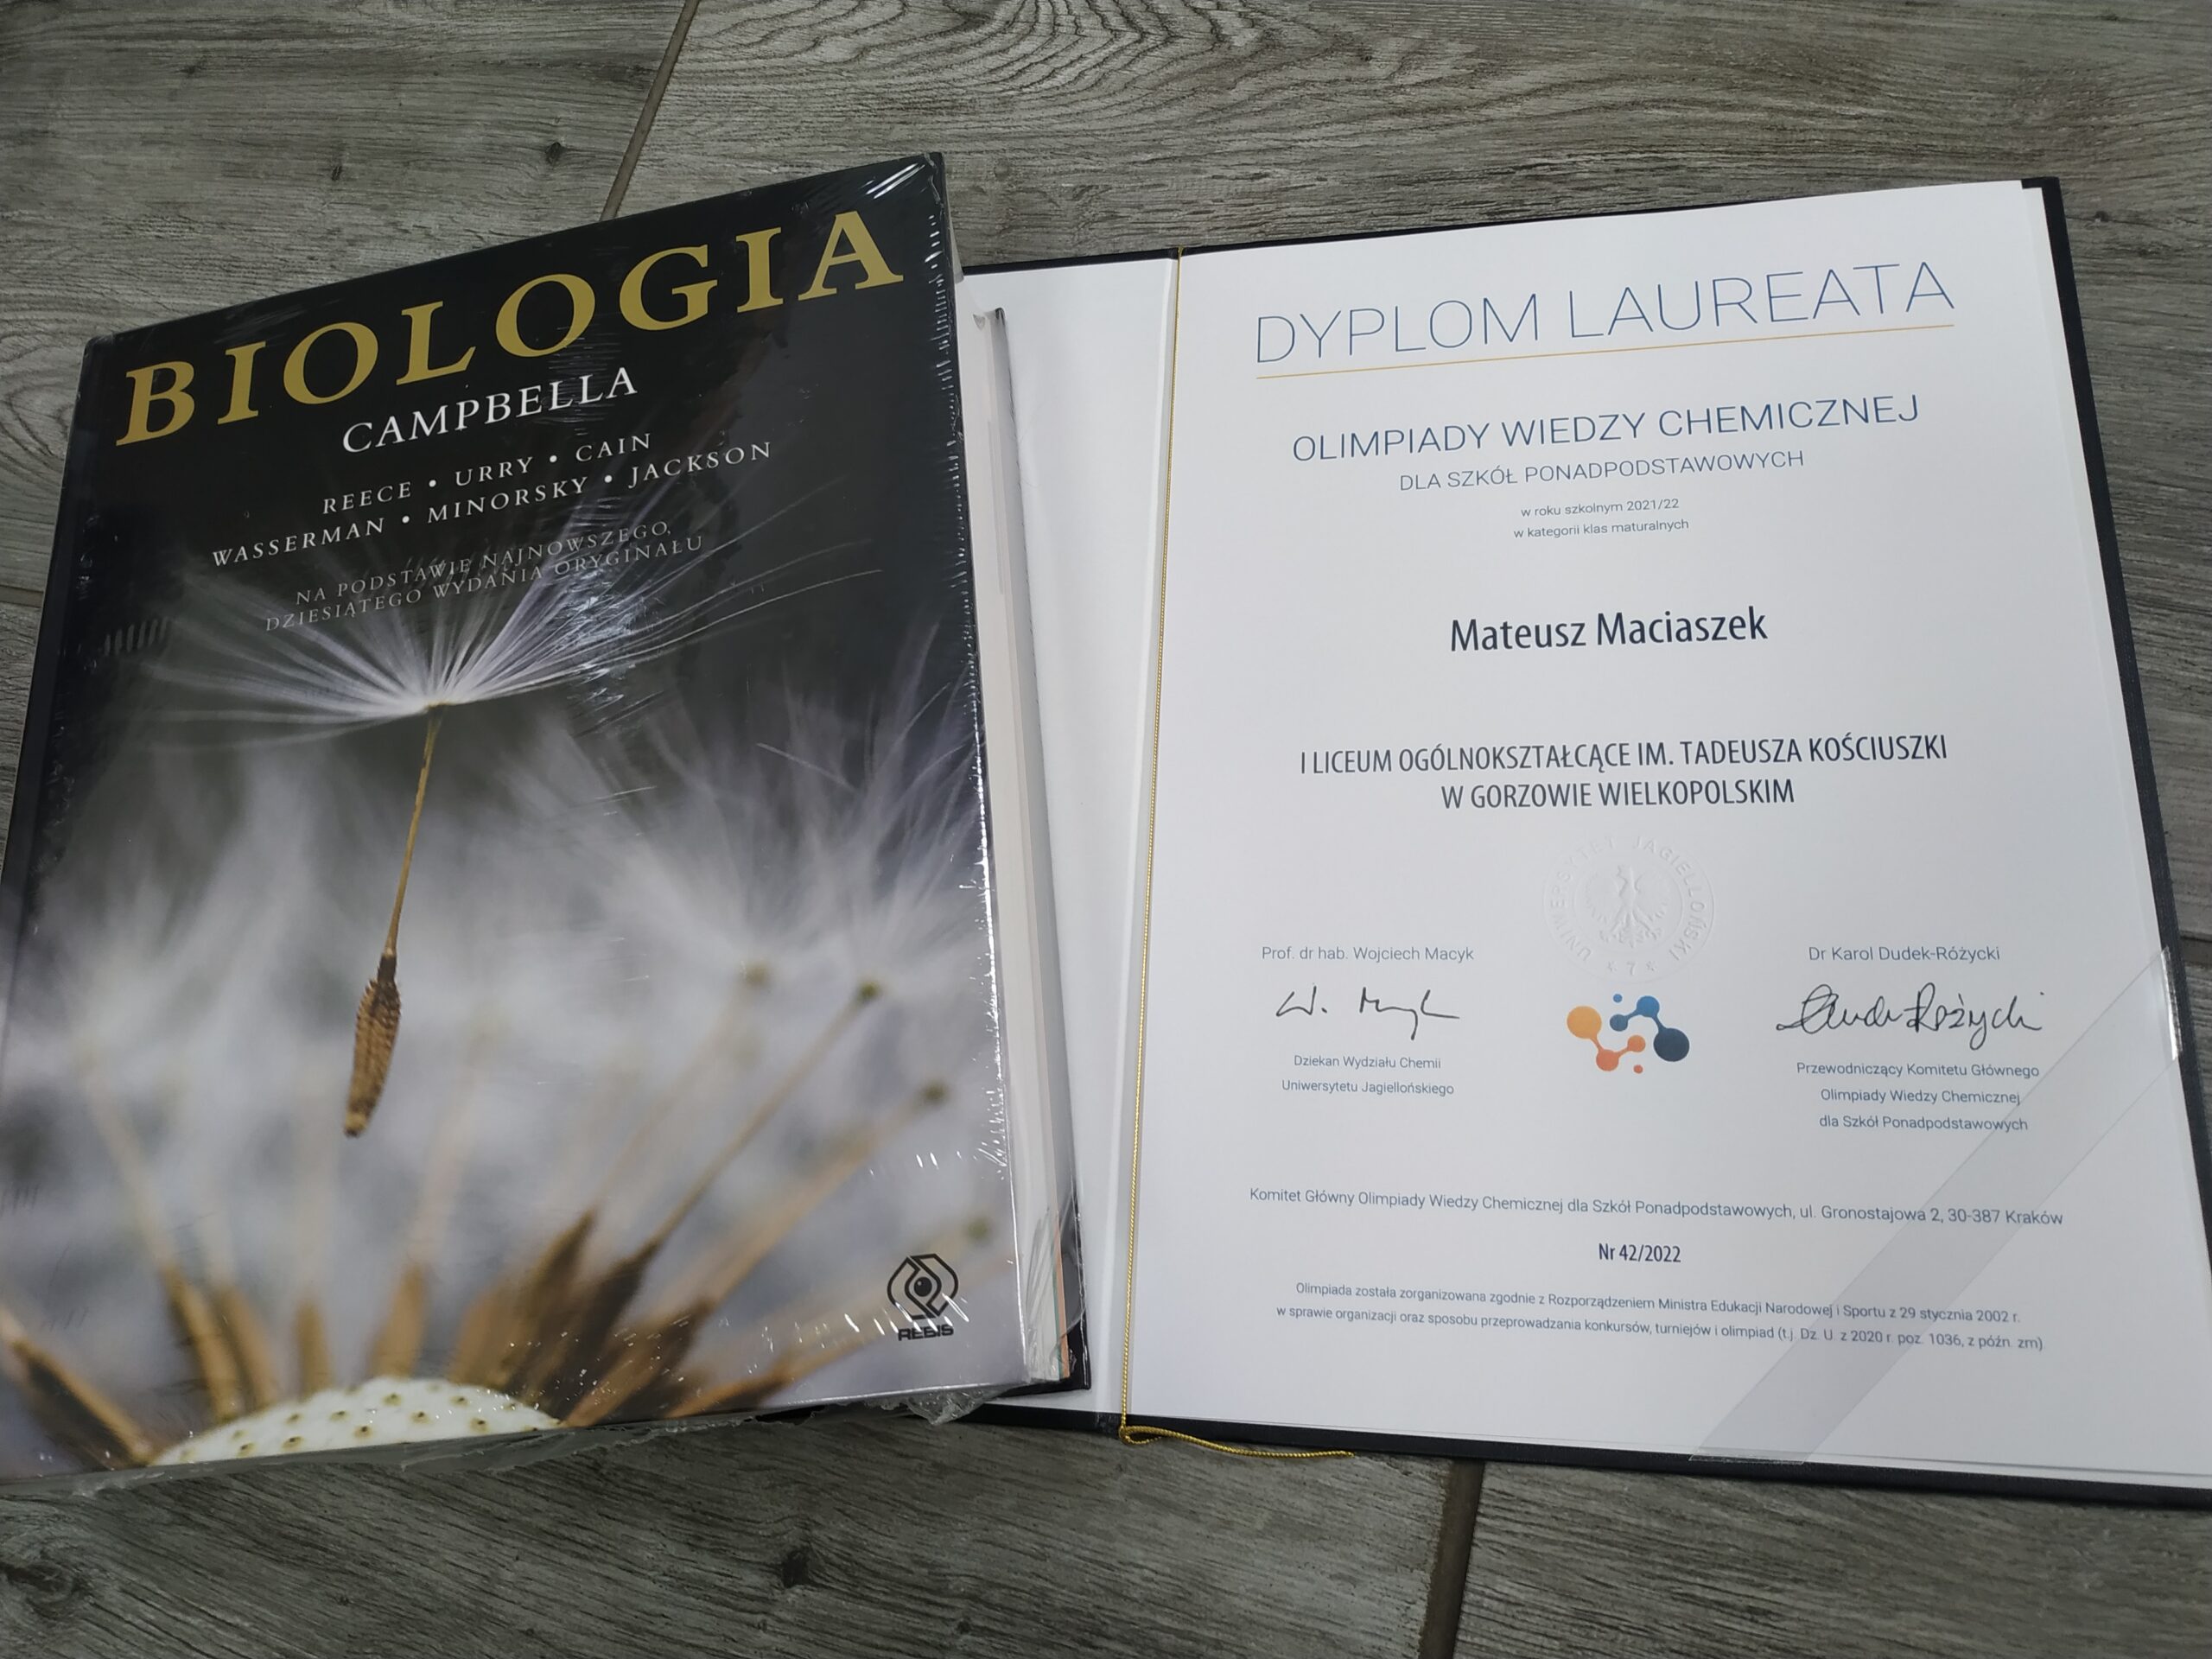 BIOLOGIA
CAMPBELLA
REECE • URRY • CAIN
WASSERMAN • MINORSKY • JACKSON
NA PODSTAWIE NAJNOWSZEGO,
DZIESIĄTEGO WYDANIA ORYGINAŁU
REBIS
DYPLOM LAUREATA
OLIMPIADY WIEDZY CHEMICZNEJ
DLA SZKÓŁ PONADPODSTAWOWYCH
w roku szkolnym 2021/22
w kategorii klas maturalnych
Mateusz Maciaszek
I LICEUM OGÓLNOKSZTAŁCĄCE IM. TADEUSZA KOŚCIUSZKI
W GORZOWIE WIELKOPOLSKIM
UNIWERSYTET JAGIELLOŃSKI
* 7 *
Prof. dr hab. Wojciech Macyk
W. Macyk
Dziekan Wydziału Chemii
Uniwersytetu Jagiellońskiego
Dr Karol Dudek-Różycki
Dudek-Różycki
Przewodniczący Komitetu Głównego
Olimpiady Wiedzy Chemicznej
dla Szkół Ponadpodstawowych
Komitet Główny Olimpiady Wiedzy Chemicznej dla Szkół Ponadpodstawowych, ul. Gronostajowa 2, 30-387 Kraków
Nr 42/2022
Olimpiada została zorganizowana zgodnie z Rozporządzeniem Ministra Edukacji Narodowej i Sportu z 29 stycznia 2002 r.
w sprawie organizacji oraz sposobu przeprowadzania konkursów, turniejów i olimpiad (t.j. Dz. U. z 2020 r. poz. 1036, z późn. zm)